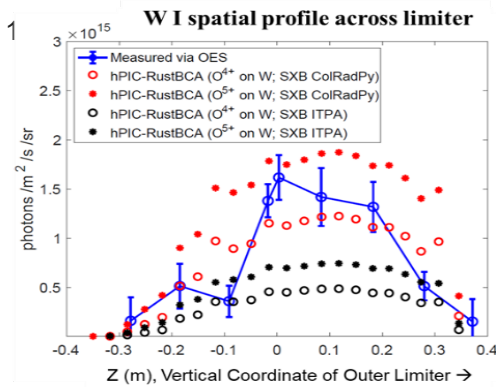 1
W I spatial profile across limiter
×10¹⁵
Measured via OES
hPIC-RustBCA (O⁴⁺ on W; SXB ColRadPy)
hPIC-RustBCA (O⁵⁺ on W; SXB ColRadPy)
hPIC-RustBCA (O⁴⁺ on W; SXB ITPA)
hPIC-RustBCA (O⁵⁺ on W; SXB ITPA)
photons /m² /s /sr
3
2.5
2
1.5
1
0.5
0
-0.4 -0.3 -0.2 -0.1 0 0.1 0.2 0.3 0.4
Z (m), Vertical Coordinate of Outer Limiter →